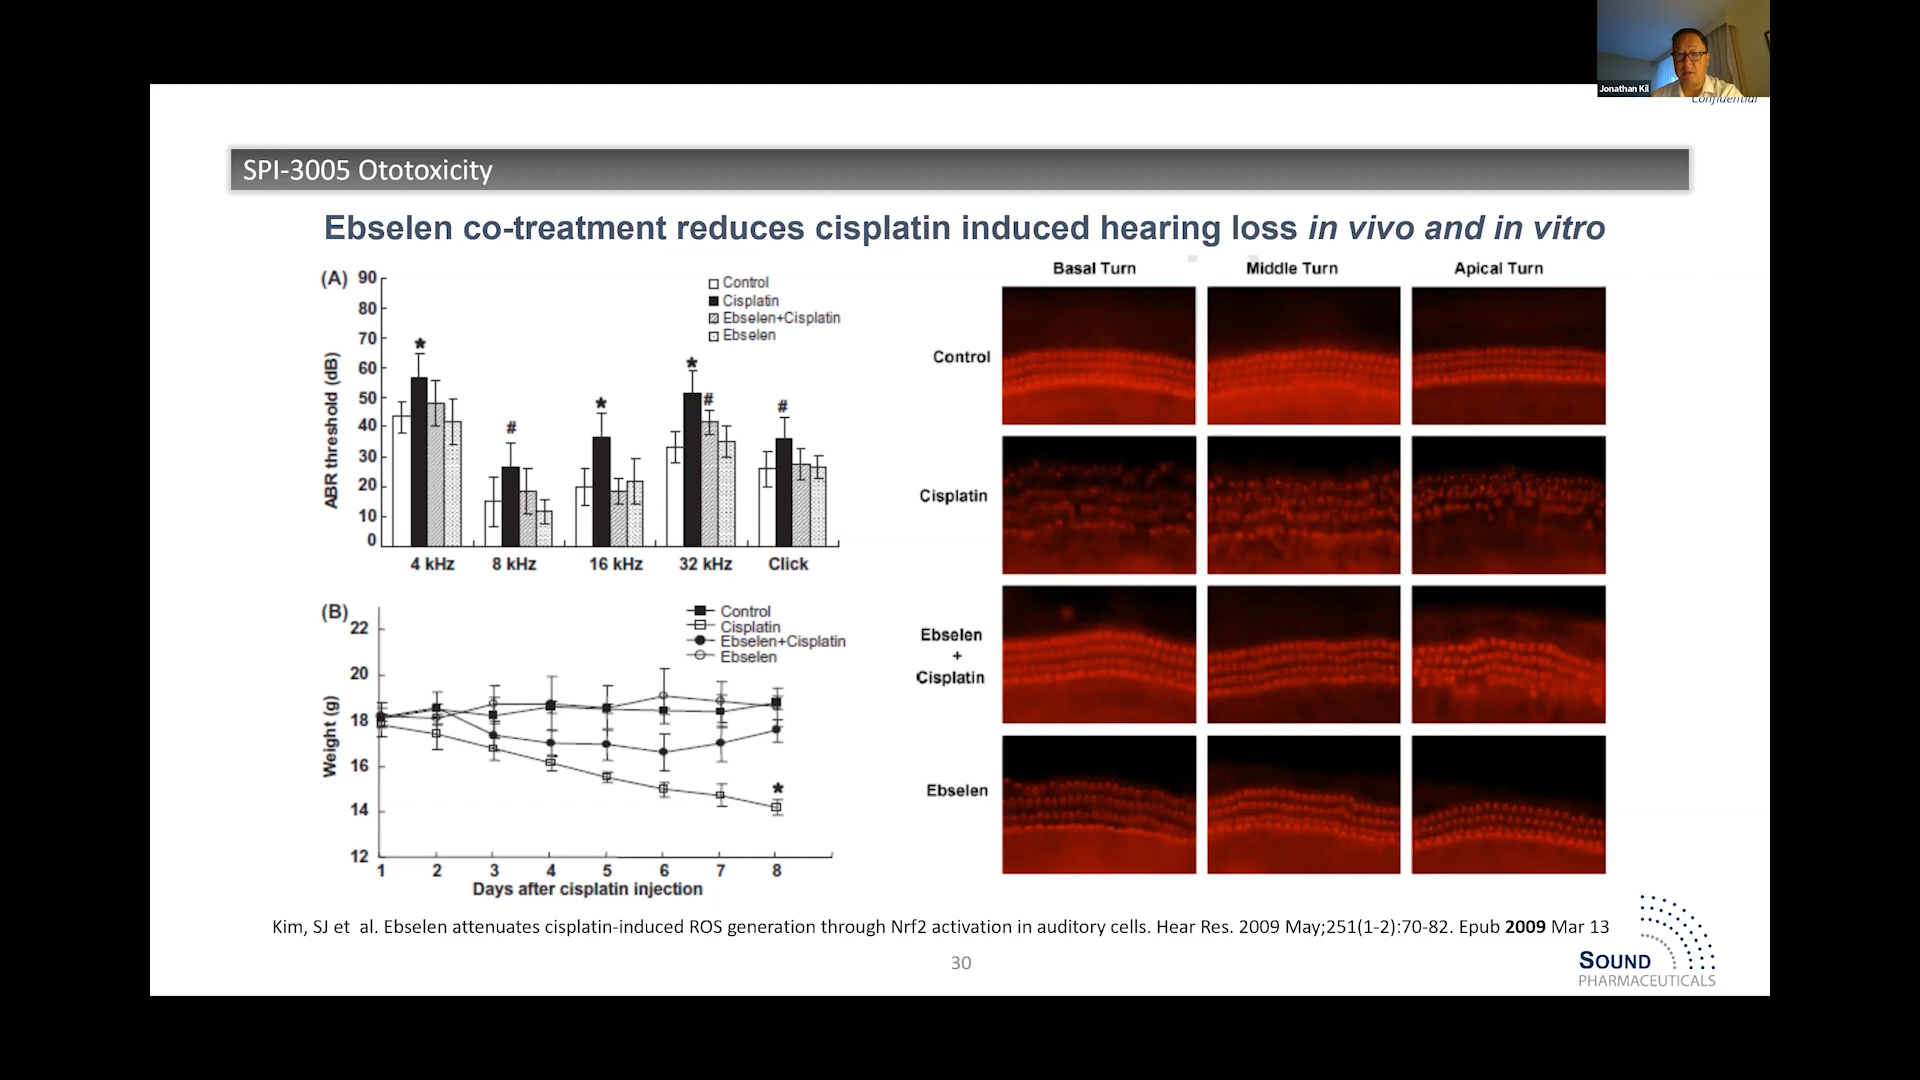 Jonathan Kil
Confidential
SPI-3005 Ototoxicity
Ebselen co-treatment reduces cisplatin induced hearing loss in vivo and in vitro
(A)
90
80
70
60
50
40
30
20
10
0
ABR threshold (dB)
Control
Cisplatin
Ebselen+Cisplatin
Ebselen
*
#
*
*
#
#
4 kHz 8 kHz 16 kHz 32 kHz Click
(B)
22
20
18
16
14
12
Weight (g)
Control
Cisplatin
Ebselen+Cisplatin
Ebselen
*
1 2 3 4 5 6 7 8
Days after cisplatin injection
Basal Turn Middle Turn Apical Turn
Control
Cisplatin
Ebselen
+
Cisplatin
Ebselen
Kim, SJ et al. Ebselen attenuates cisplatin-induced ROS generation through Nrf2 activation in auditory cells. Hear Res. 2009 May;251(1-2):70-82. Epub 2009 Mar 13
30
SOUND
PHARMACEUTICALS